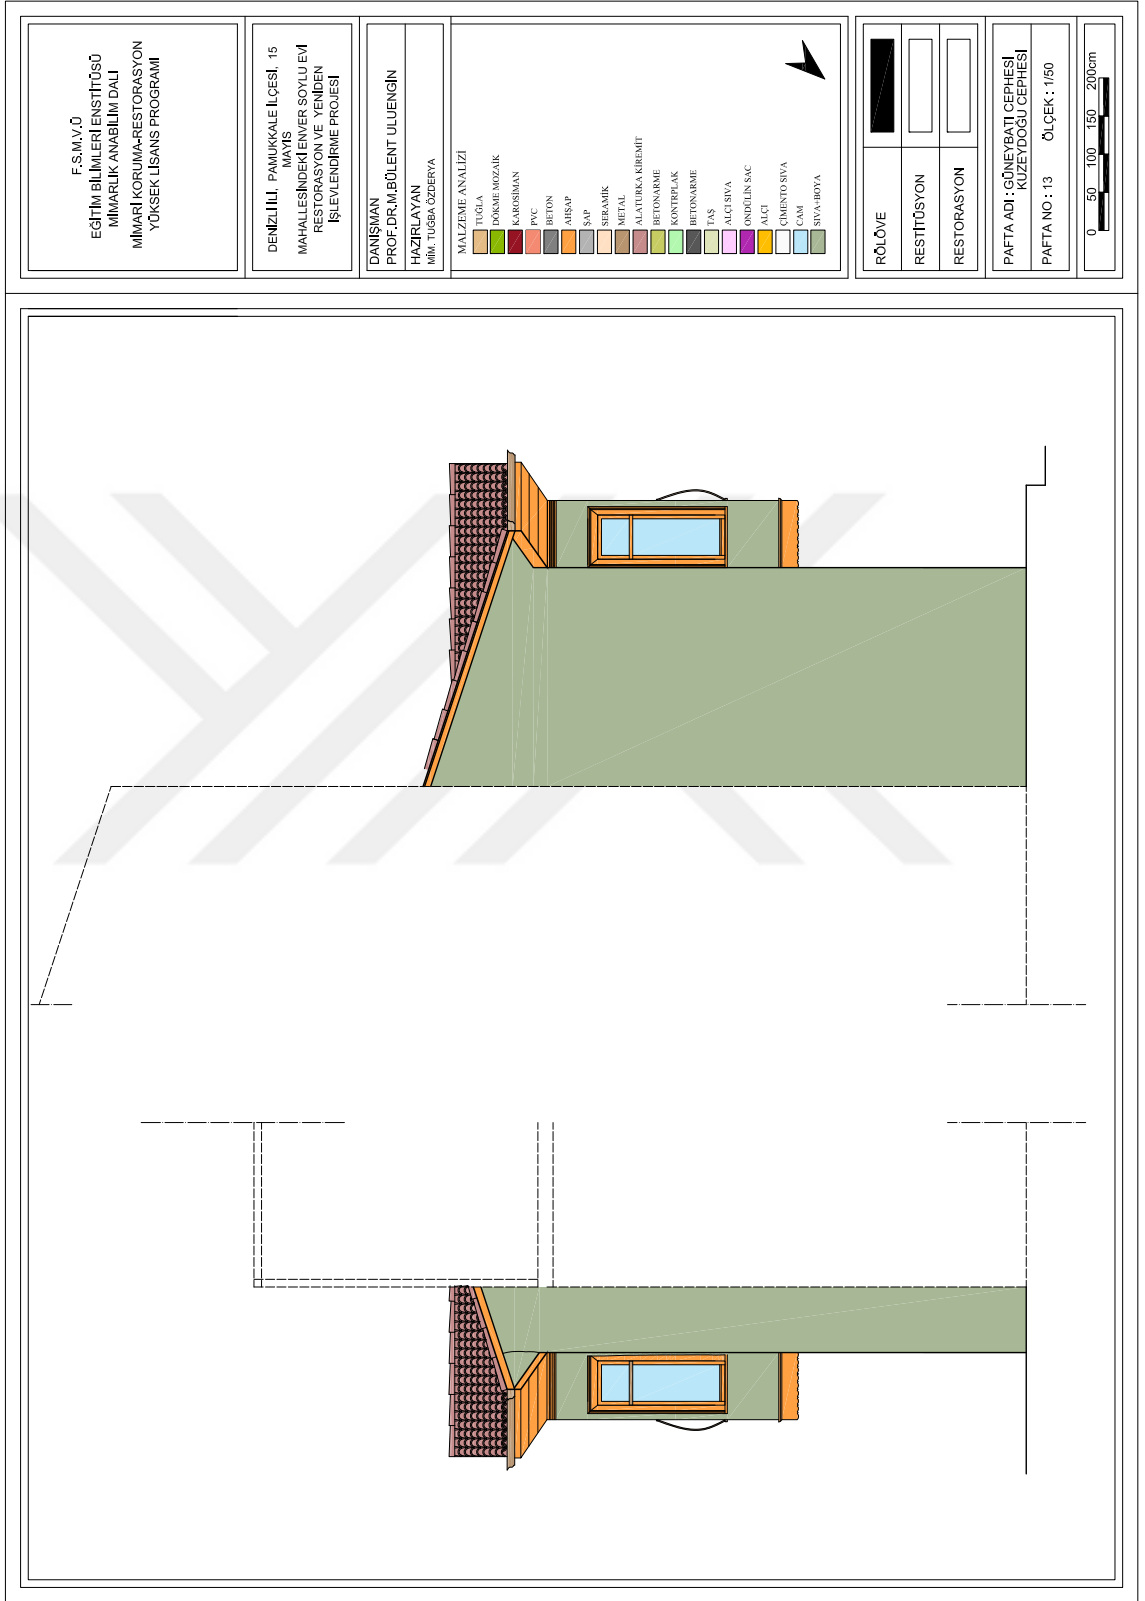 F.S.M.V.Ü
EĞİTİM BİLİMLERİ ENSTİTÜSÜ
MİMARLIK ANABİLİM DALI
MİMARİ KORUMA-RESTORASYON
YÜKSEK LİSANS PROGRAMI
DENİZLİ İLİ, PAMUKKALE İLÇESİ, 15
MAYIS
MAHALLESİNDEKİ ENVER SOYLU EVİ
RESTORASYON VE YENİDEN
İŞLEVLENDİRME PROJESİ
DANIŞMAN
PROF.DR.M.BÜLENT ULUENGİN
HAZIRLAYAN
MİM. TUĞBA ÖZDERYA
MALZEME ANALİZİ
TUĞLA
DÖKME MOZAİK
KAROSİMAN
PVC
BETON
AHŞAP
ŞAP
SERAMİK
METAL
ALATURKA KİREMİT
BETONARME
KONTRPLAK
BETONARME
TAŞ
ALÇI SIVA
ONDÜLİN SAC
ALÇI
ÇİMENTO SIVA
CAM
SIVA+BOYA
RÖLÖVE
RESTİTÜSYON
RESTORASYON
PAFTA ADI : GÜNEYBATI CEPHESİ
KUZEYDOĞU CEPHESİ
PAFTA NO : 13 ÖLÇEK : 1/50
0 50 100 150 200cm